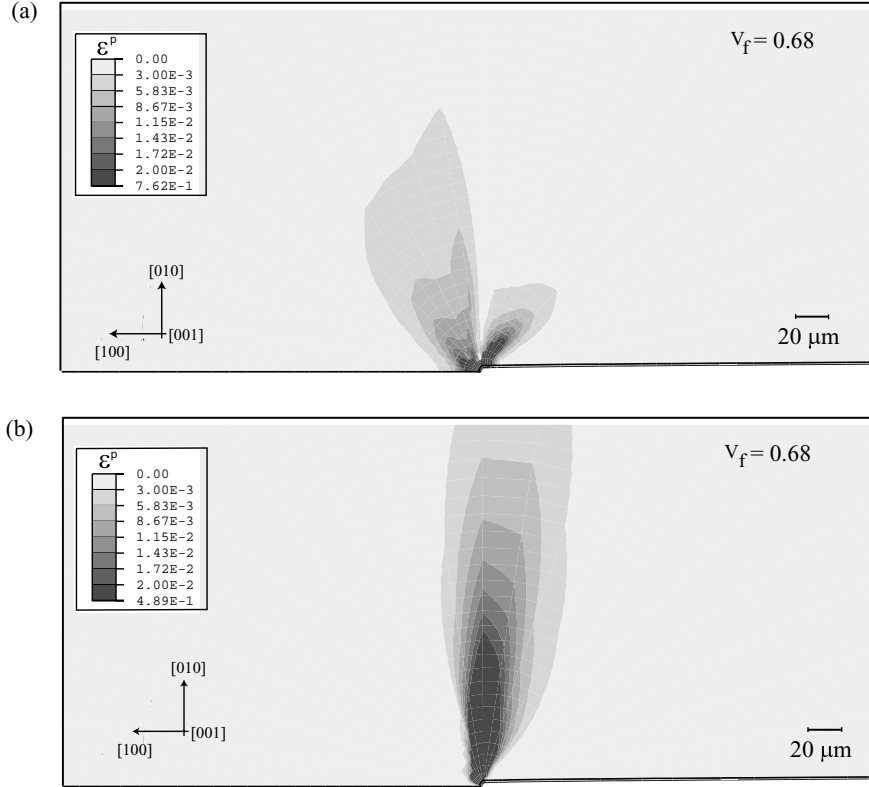 (a)
εᵖ
V_f = 0.68
0.00
3.00E-3
5.83E-3
8.67E-3
1.15E-2
1.43E-2
1.72E-2
2.00E-2
7.62E-1
[010]
[001]
[100]
20 μm
(b)
εᵖ
V_f = 0.68
0.00
3.00E-3
5.83E-3
8.67E-3
1.15E-2
1.43E-2
1.72E-2
2.00E-2
4.89E-1
[010]
[001]
[100]
20 μm